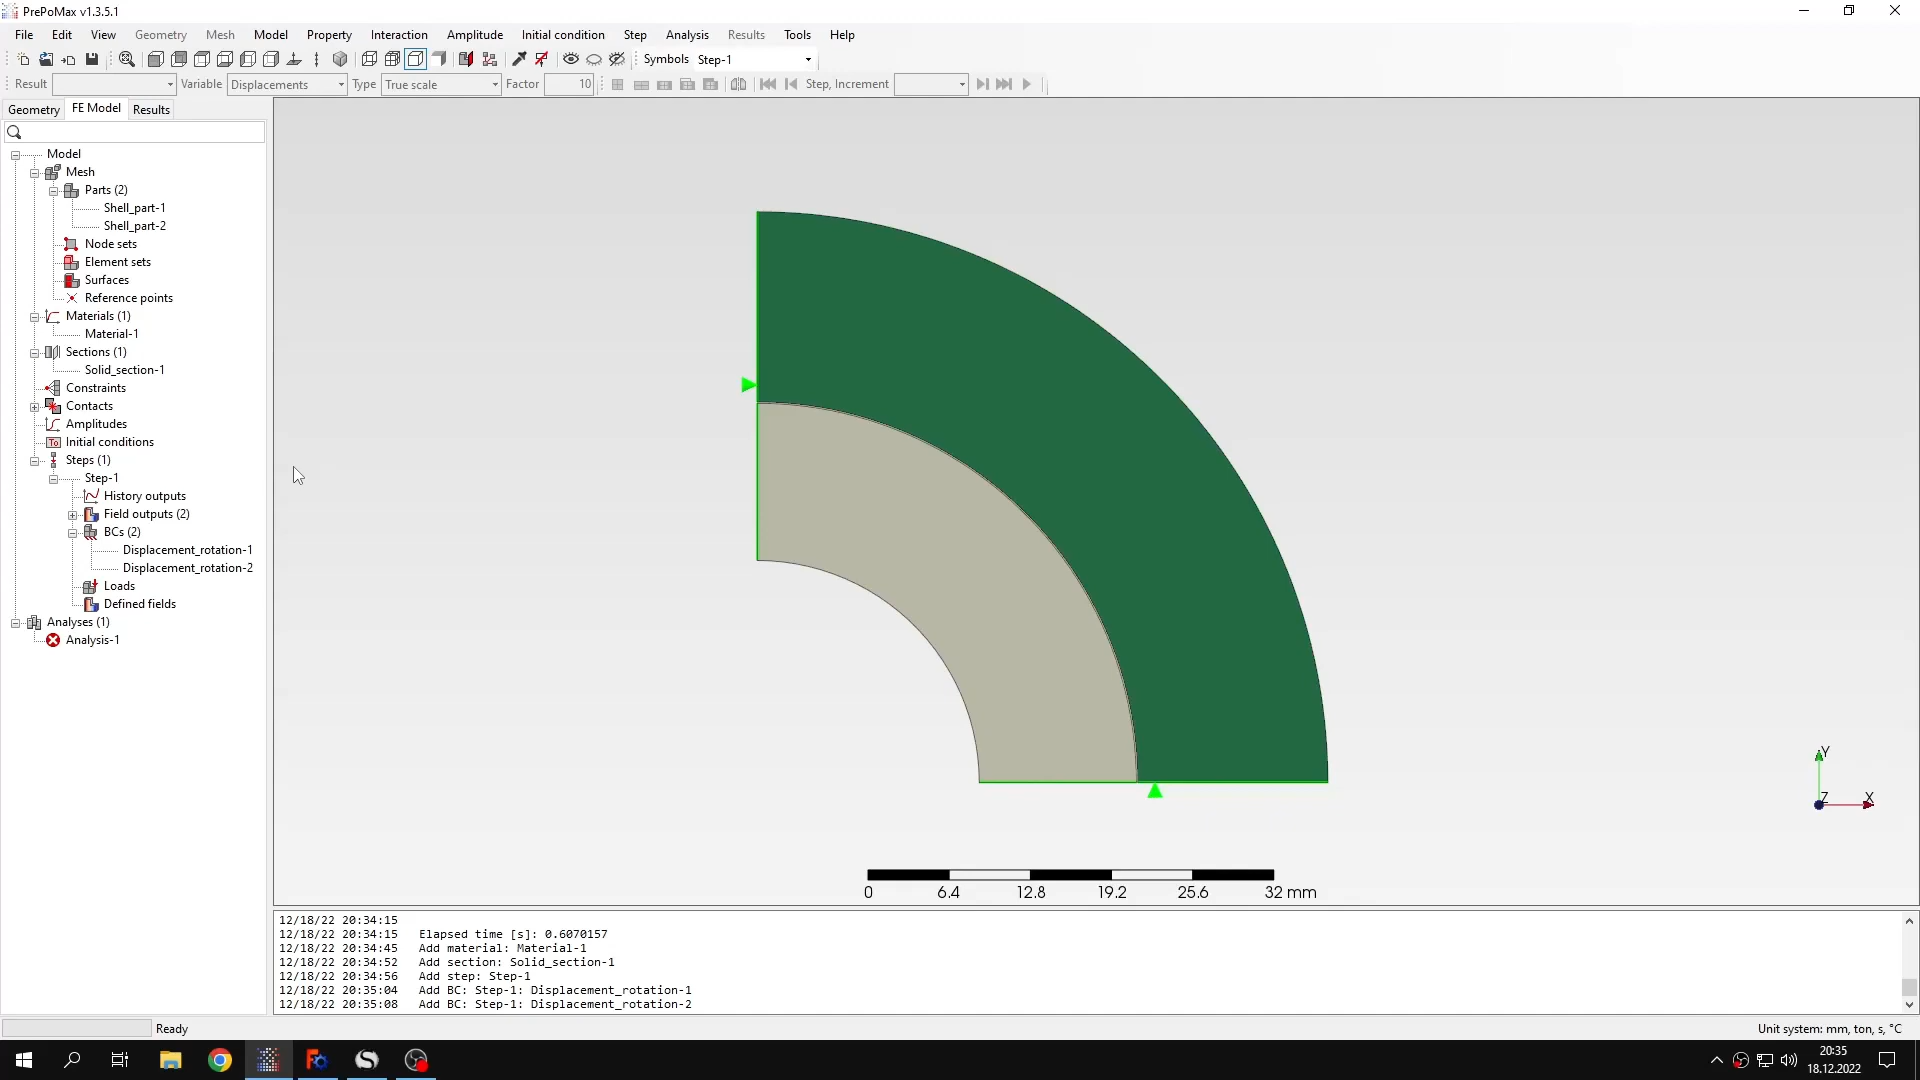 PrePoMax v1.3.5.1
File Edit View Geometry Mesh Model Property Interaction Amplitude Initial condition Step Analysis Results Tools Help
Symbols Step-1
Result Variable Displacements Type True scale Factor 10 Step, Increment
Geometry FE Model Results
Model
Mesh
Parts (2)
Shell_part-1
Shell_part-2
Node sets
Element sets
Surfaces
Reference points
Materials (1)
Material-1
Sections (1)
Solid_section-1
Constraints
Contacts
Amplitudes
Initial conditions
Steps (1)
Step-1
History outputs
Field outputs (2)
BCs (2)
Displacement_rotation-1
Displacement_rotation-2
Loads
Defined fields
Analyses (1)
Analysis-1
Y
Z X
0 6.4 12.8 19.2 25.6 32 mm
12/18/22 20:34:15
12/18/22 20:34:15 Elapsed time [s]: 0.6070157
12/18/22 20:34:45 Add material: Material-1
12/18/22 20:34:52 Add section: Solid_section-1
12/18/22 20:34:56 Add step: Step-1
12/18/22 20:35:04 Add BC: Step-1: Displacement_rotation-1
12/18/22 20:35:08 Add BC: Step-1: Displacement_rotation-2
Ready
Unit system: mm, ton, s, °C
20:35
18.12.2022